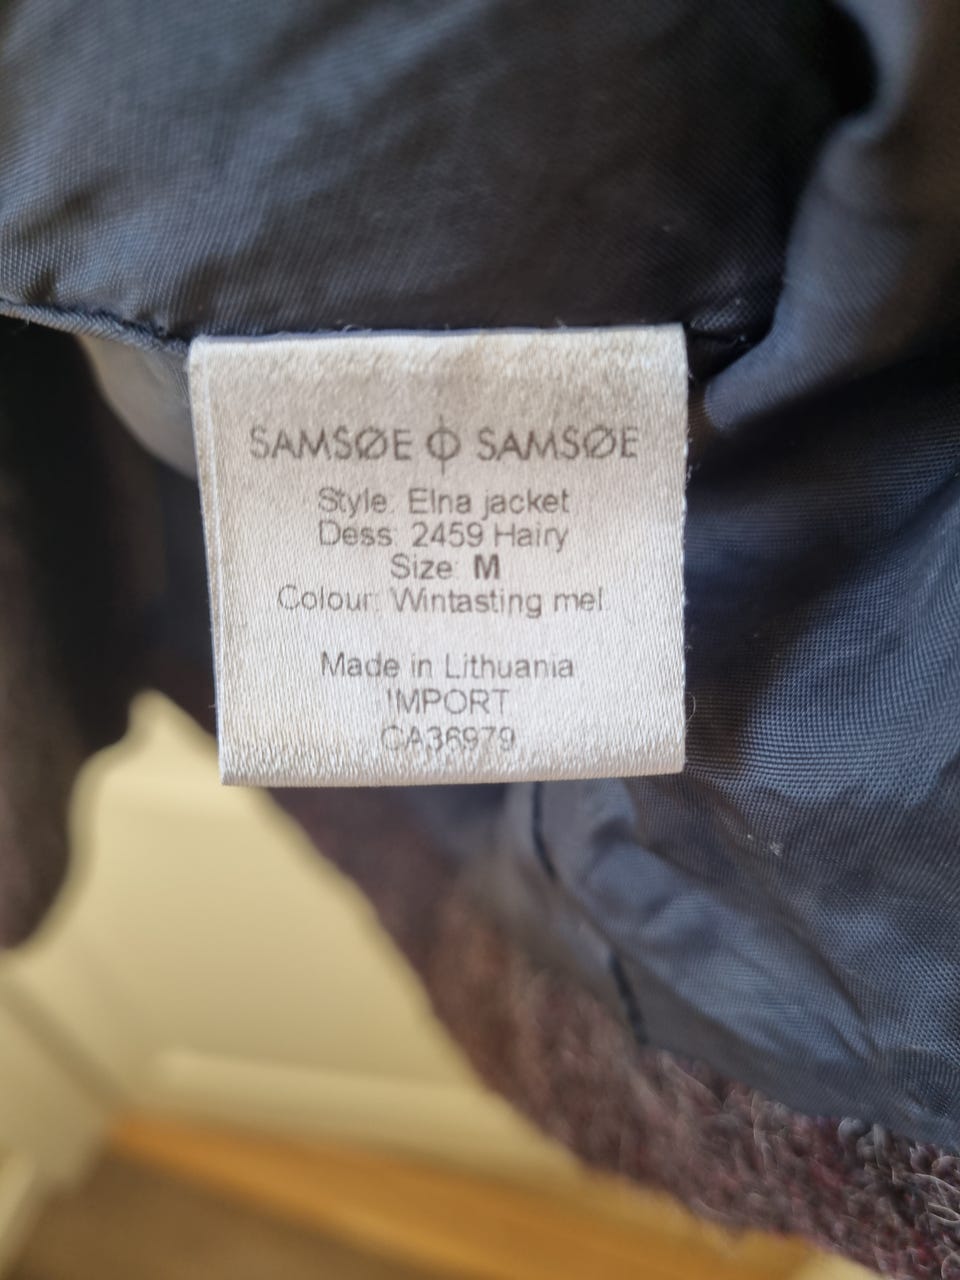 SAMSØE Φ SAMSØE
Style: Elna jacket
Dess: 2459 Hairy
Size: M
Colour: Wintasting mel.
Made in Lithuania
IMPORT
CA36979